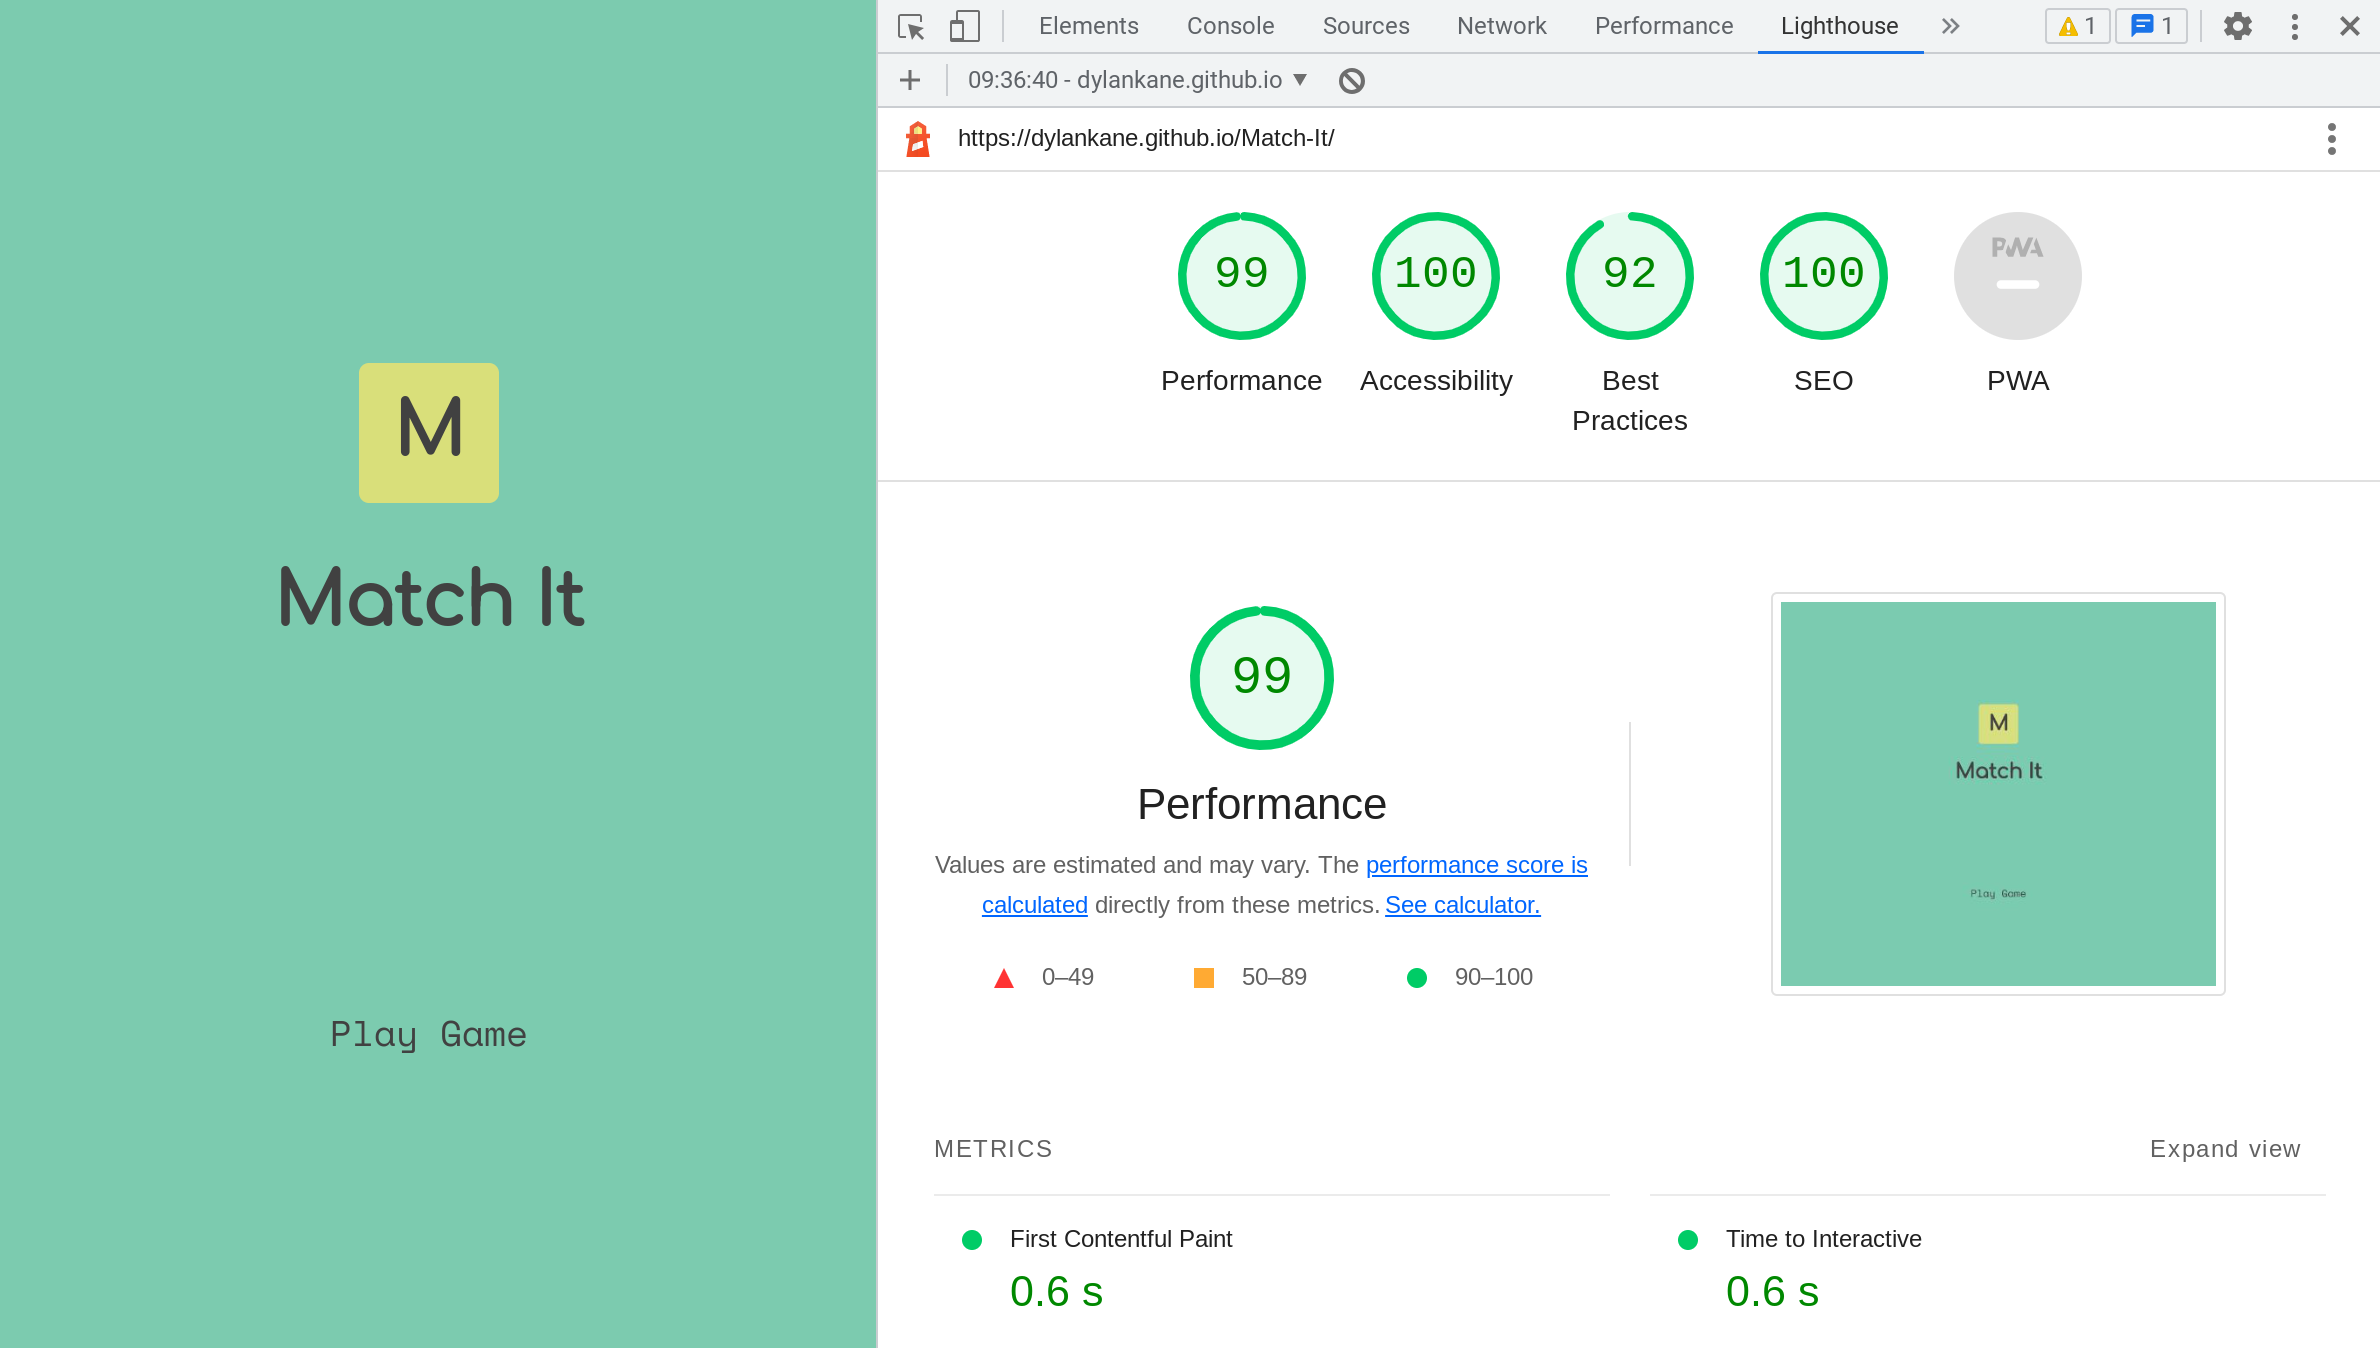 M
Match It
Play Game
Elements Console Sources Network Performance Lighthouse 1 1
09:36:40 - dylankane.github.io
https://dylankane.github.io/Match-It/
99 100 92 100 PWA
Performance Accessibility Best Practices SEO PWA
99
Performance
Values are estimated and may vary. The performance score is
calculated directly from these metrics. See calculator.
0–49 50–89 90–100
M
Match It
Play Game
METRICS Expand view
First Contentful Paint Time to Interactive
0.6 s 0.6 s